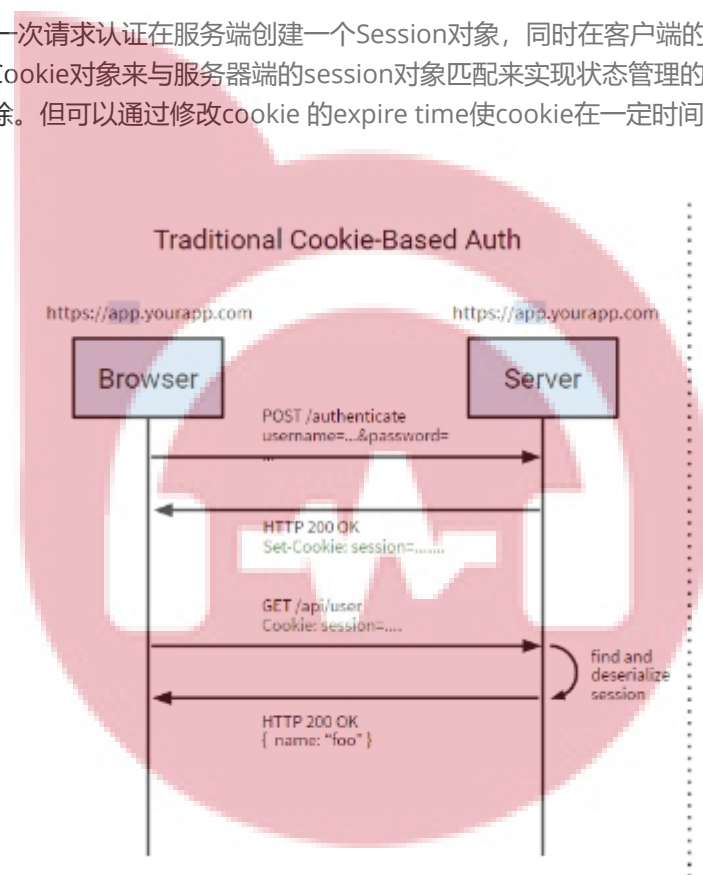 一次请求认证在服务端创建一个Session对象，同时在客户端的
Cookie对象来与服务器端的session对象匹配来实现状态管理的
除。但可以通过修改cookie 的expire time使cookie在一定时间
Traditional Cookie-Based Auth
https://app.yourapp.com
https://app.yourapp.com
Browser
Server
POST /authenticate
username=...&password=
...
HTTP 200 OK
Set-Cookie: session=.......
GET /api/user
Cookie: session=....
find and
deserialize
session
HTTP 200 OK
{ name: "foo" }